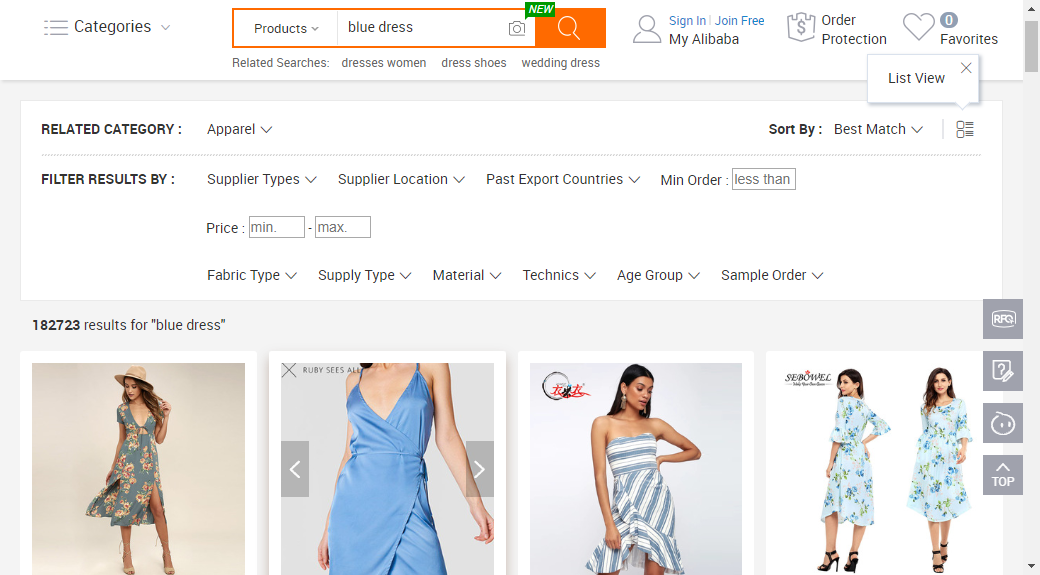 Categories
Products
blue dress
NEW
Sign In | Join Free
My Alibaba
Order
Protection
0
Favorites
Related Searches: dresses women dress shoes wedding dress
List View
RELATED CATEGORY : Apparel
Sort By : Best Match
FILTER RESULTS BY : Supplier Types Supplier Location Past Export Countries Min Order : less than
Price : min. - max.
Fabric Type Supply Type Material Technics Age Group Sample Order
182723 results for "blue dress"
RFQ
RUBY SEES ALL
SEBOWEL
TOP